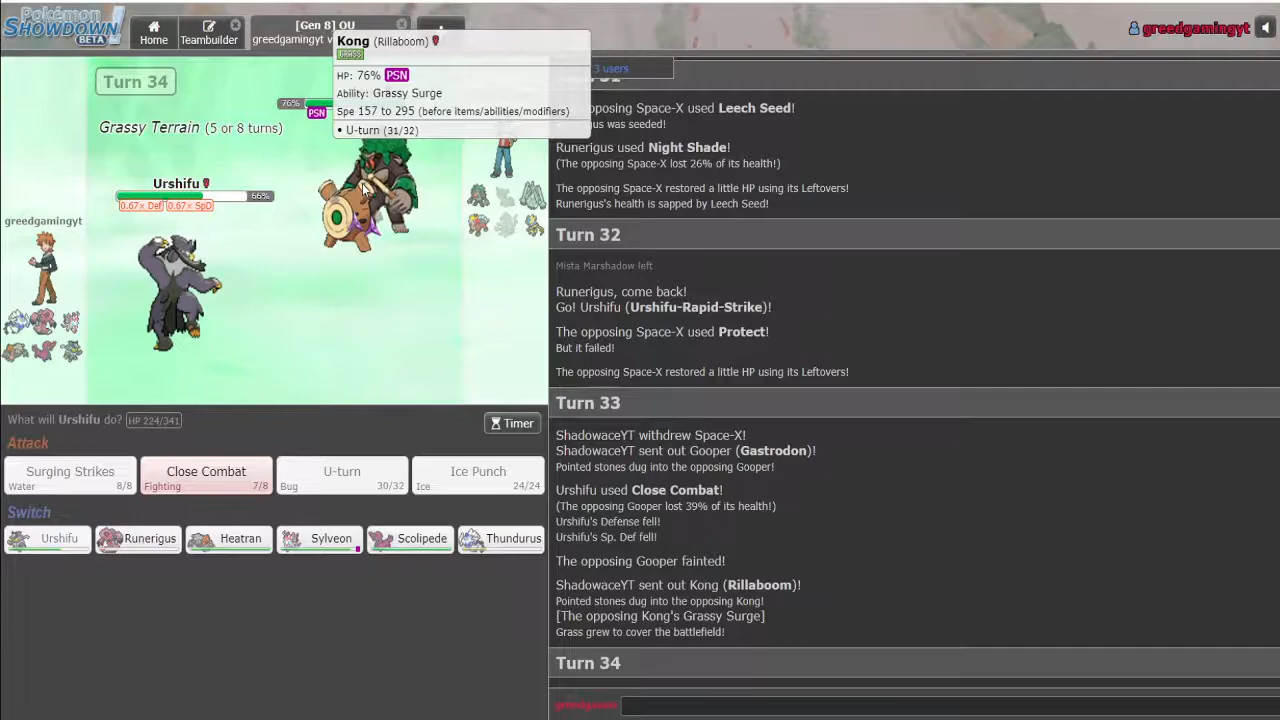 Pokémon
SHOWDOWN
BETA
Home
Teambuilder
[Gen 8] OU
greedgamingyt v
greedgamingyt
Kong (Rillaboom)
HP: 76% PSN
Ability: Grassy Surge
Spe 157 to 295 (before items/abilities/modifiers)
• U-turn (31/32)
3 users
Turn 34
76%
PSN
Grassy Terrain (5 or 8 turns)
Urshifu
66%
0.67× Def 0.67× SpD
greedgamingyt
opposing Space-X used Leech Seed!
was seeded!
Runerigus used Night Shade!
(The opposing Space-X lost 26% of its health!)
The opposing Space-X restored a little HP using its Leftovers!
Runerigus's health is sapped by Leech Seed!
Turn 32
Mista Marshadow left
Runerigus, come back!
Go! Urshifu (Urshifu-Rapid-Strike)!
The opposing Space-X used Protect!
But it failed!
The opposing Space-X restored a little HP using its Leftovers!
Turn 33
ShadowaceYT withdrew Space-X!
ShadowaceYT sent out Gooper (Gastrodon)!
Pointed stones dug into the opposing Gooper!
Urshifu used Close Combat!
(The opposing Gooper lost 39% of its health!)
Urshifu's Defense fell!
Urshifu's Sp. Def fell!
The opposing Gooper fainted!
ShadowaceYT sent out Kong (Rillaboom)!
Pointed stones dug into the opposing Kong!
[The opposing Kong's Grassy Surge]
Grass grew to cover the battlefield!
Turn 34
What will Urshifu do? HP 224/341
Timer
Attack
Surging Strikes
Water 8/8
Close Combat
Fighting 7/8
U-turn
Bug 30/32
Ice Punch
Ice 24/24
Switch
Urshifu
Runerigus
Heatran
Sylveon
Scolipede
Thundurus